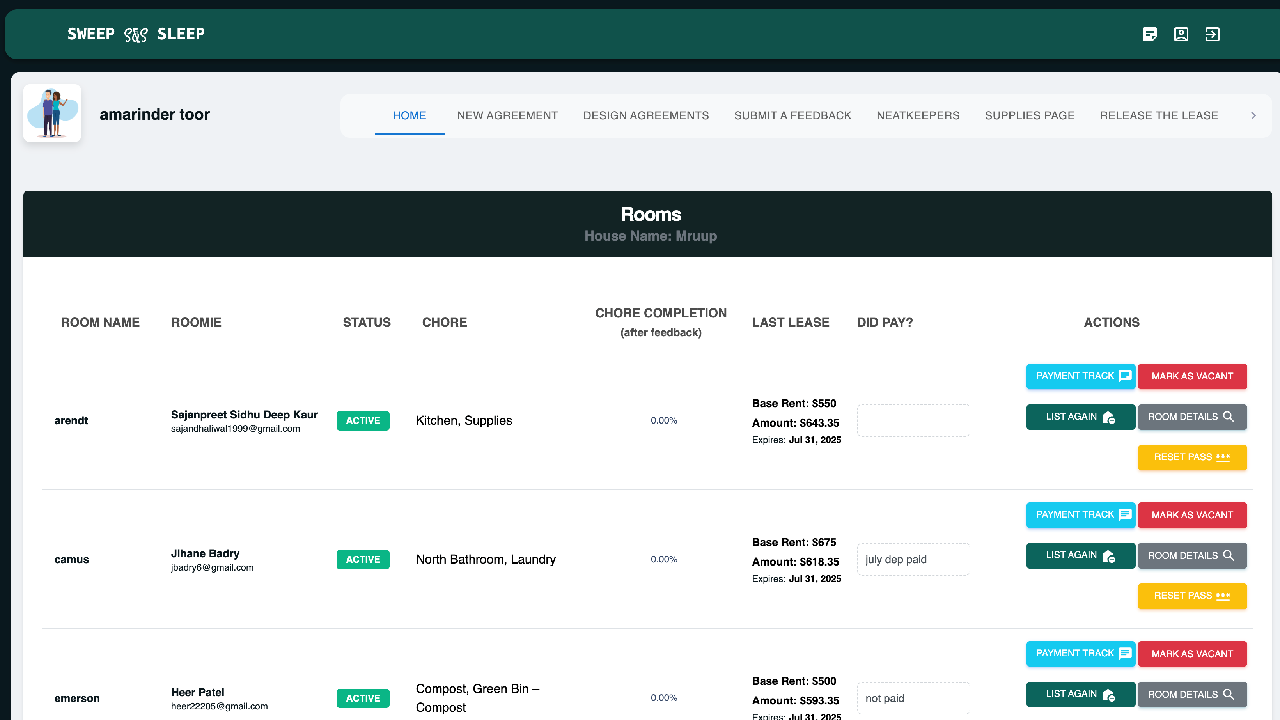 SWEEP S&S SLEEP
amarinder toor
HOME NEW AGREEMENT DESIGN AGREEMENTS SUBMIT A FEEDBACK NEATKEEPERS SUPPLIES PAGE RELEASE THE LEASE
Rooms
House Name: Mruup
ROOM NAME ROOMIE STATUS CHORE CHORE COMPLETION (after feedback) LAST LEASE DID PAY? ACTIONS
arendt
Sajanpreet Sidhu Deep Kaur
sajandhaliwal1999@gmail.com
ACTIVE
Kitchen, Supplies
0.00%
Base Rent: $550
Amount: $643.35
Expires: Jul 31, 2025
PAYMENT TRACK MARK AS VACANT
LIST AGAIN ROOM DETAILS
RESET PASS
camus
Jihane Badry
jbadry6@gmail.com
ACTIVE
North Bathroom, Laundry
0.00%
Base Rent: $675
Amount: $618.35
Expires: Jul 31, 2025
july dep paid
PAYMENT TRACK MARK AS VACANT
LIST AGAIN ROOM DETAILS
RESET PASS
emerson
Heer Patel
heer22205@gmail.com
ACTIVE
Compost, Green Bin –
Compost
0.00%
Base Rent: $500
Amount: $593.35
Expires: Jul 31, 2025
not paid
PAYMENT TRACK MARK AS VACANT
LIST AGAIN ROOM DETAILS